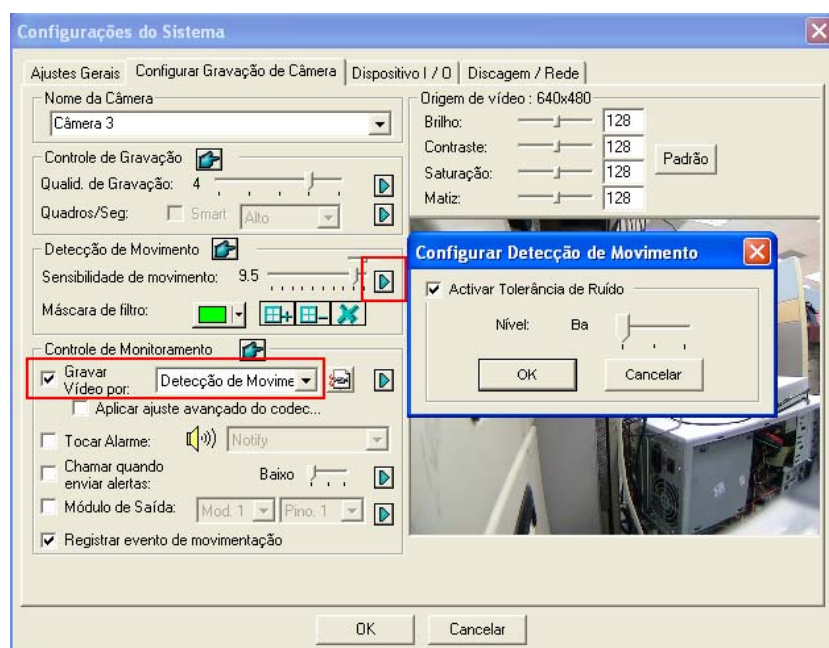 Configurações do Sistema
Ajustes Gerais
Configurar Gravação de Câmera
Dispositivo I / O
Discagem / Rede
Nome da Câmera
Câmera 3
Controle de Gravação
Qualid. de Gravação: 4
Quadros/Seg: Smart Alto
Detecção de Movimento
Sensibilidade de movimento: 9.5
Máscara de filtro:
Controle de Monitoramento
Gravar
Vídeo por: Detecção de Movime
Aplicar ajuste avançado do codec...
Tocar Alarme: Notify
Chamar quando
enviar alertas: Baixo
Módulo de Saída: Mod. 1 Pino. 1
Registrar evento de movimentação
Origem de vídeo : 640x480
Brilho: 128
Contraste: 128
Saturação: 128
Matiz: 128
Padrão
Configurar Detecção de Movimento
Activar Tolerância de Ruído
Nível: Ba
OK Cancelar
OK Cancelar